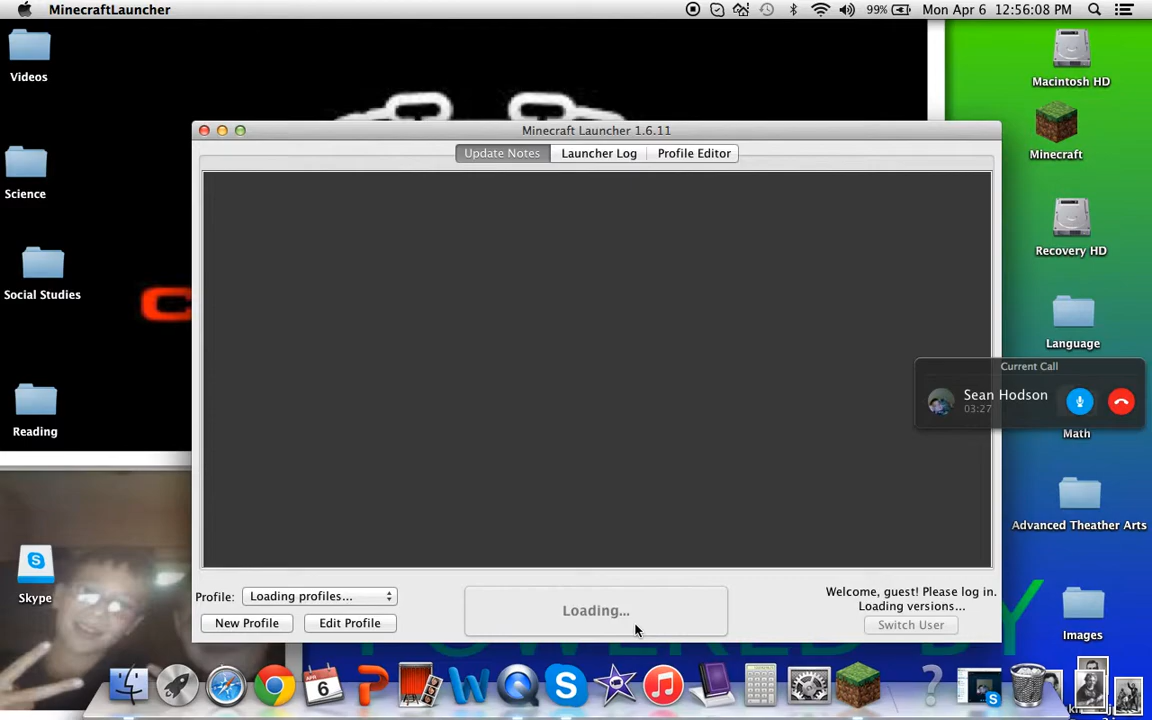 MinecraftLauncher
99%
Mon Apr 6 12:56:08 PM
Videos
Science
Social Studies
Reading
Skype
Minecraft Launcher 1.6.11
Update Notes
Launcher Log
Profile Editor
Profile:
Loading profiles...
New Profile
Edit Profile
Loading...
Welcome, guest! Please log in.
Loading versions...
Switch User
Macintosh HD
Minecraft
Recovery HD
Language
Current Call
Sean Hodson
03:27
Math
Advanced Theather Arts
Images
POWERED BY
APR
6